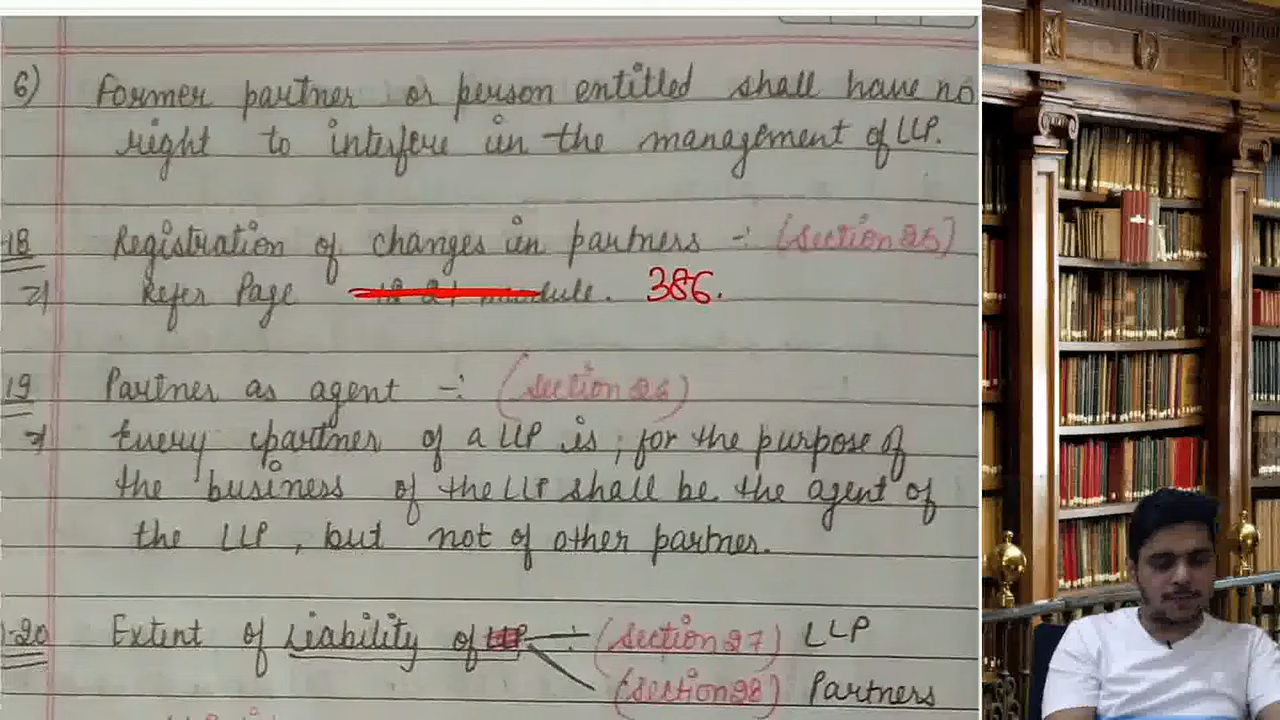 6) Former partner or person entitled shall have no
right to interfere in the management of LLP.
18 Registration of changes in partners -: (section 25)
Refer Page 386.
19 Partner as agent -: (section 26)
Every partner of a LLP is, for the purpose of
the business of the LLP shall be the agent of
the LLP, but not of other partner.
-20 Extent of liability of -: (section 27) LLP
(section 28) Partners